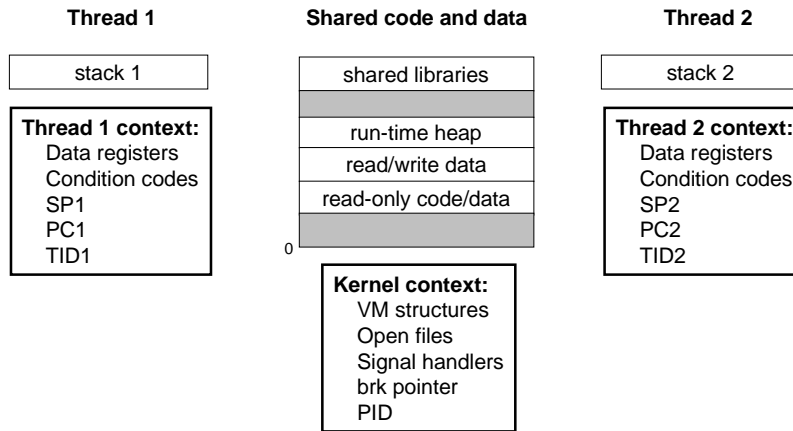 Thread 1
stack 1
Thread 1 context:
Data registers
Condition codes
SP1
PC1
TID1
Shared code and data
shared libraries
run-time heap
read/write data
read-only code/data
0
Kernel context:
VM structures
Open files
Signal handlers
brk pointer
PID
Thread 2
stack 2
Thread 2 context:
Data registers
Condition codes
SP2
PC2
TID2